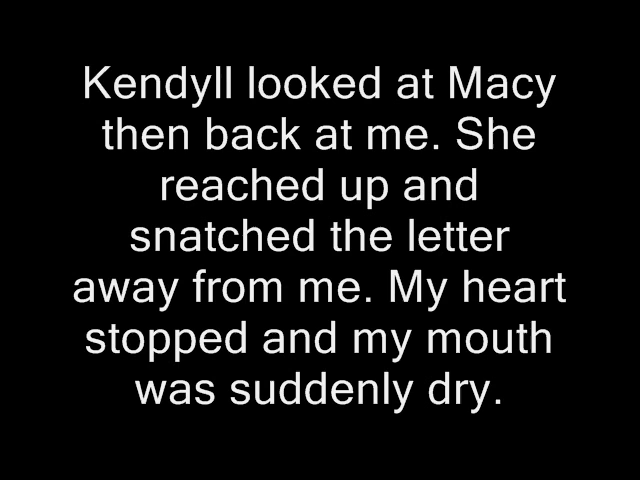 Kendyll looked at Macy
then back at me. She
reached up and
snatched the letter
away from me. My heart
stopped and my mouth
was suddenly dry.